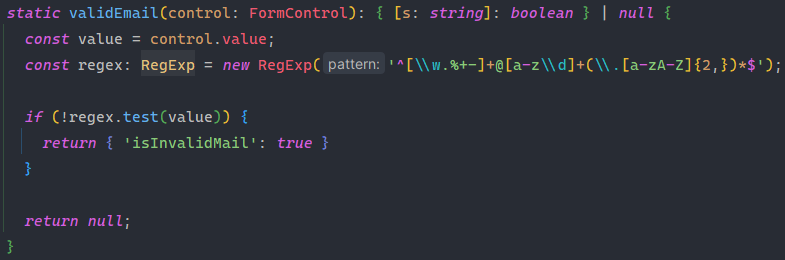 static validEmail(control: FormControl): { [s: string]: boolean } | null {
const value = control.value;
const regex: RegExp = new RegExp( pattern: '^[\\w.%+-]+@[a-z\\d]+(\\.[a-zA-Z]{2,})*$');
if (!regex.test(value)) {
return { 'isInvalidMail': true }
}
return null;
}